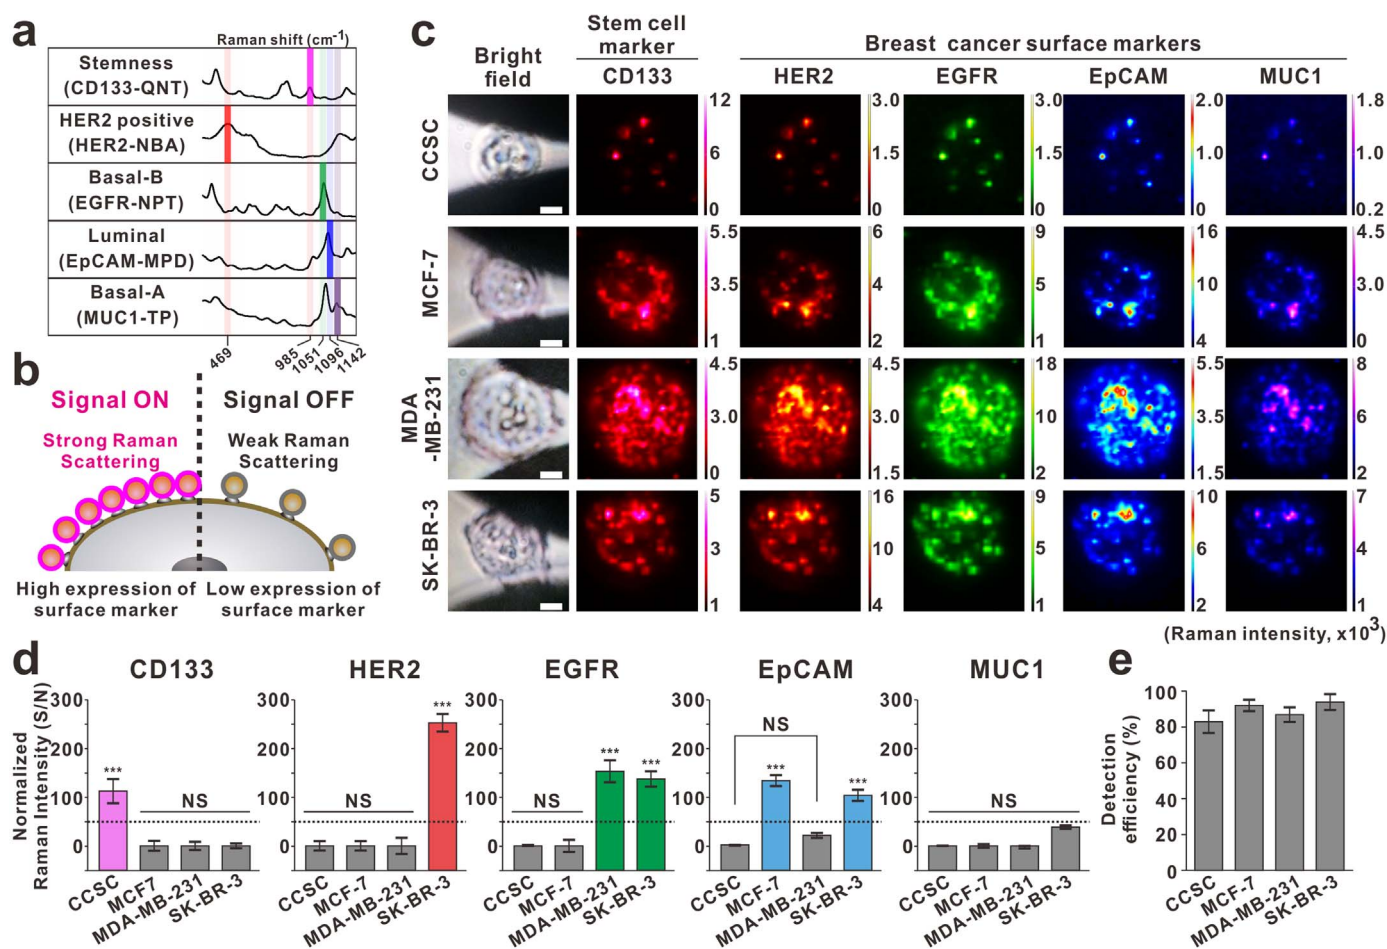 a
Raman shift (cm-1)
Stemness
(CD133-QNT)
HER2 positive
(HER2-NBA)
Basal-B
(EGFR-NPT)
Luminal
(EpCAM-MPD)
Basal-A
(MUC1-TP)
469 985 1051 1096 1142
b
Signal ON Signal OFF
Strong Raman
Scattering
Weak Raman
Scattering
High expression of
surface marker
Low expression of
surface marker
c
Bright
field
Stem cell
marker
CD133
Breast cancer surface markers
HER2 EGFR EpCAM MUC1
CCSC
12 3.0 3.0 2.0 1.8
6 1.5 1.5 1.0 1.0
0 0 0 0 0.2
MCF-7
5.5 6 9 16 4.5
3.5 4 5 10 3.0
1 2 1 4 0
MDA
-MB-231
4.5 4.5 18 5.5 8
3.0 3.0 10 3.5 6
0 1.5 2 1.5 2
SK-BR-3
5 16 9 10 7
3 10 5 6 4
1 4 1 2 1
(Raman intensity, x103)
d
Normalized
Raman Intensity (S/N)
CD133
300
200
100
0
***
NS
CCSC MCF7 MDA-MB-231 SK-BR-3
HER2
300
200
100
0
NS
***
CCSC MCF-7 MDA-MB-231 SK-BR-3
EGFR
300
200
100
0
NS
***
***
CCSC MCF-7 MDA-MB-231 SK-BR-3
EpCAM
300
200
100
0
NS
***
***
CCSC MCF-7 MDA-MB-231 SK-BR-3
MUC1
300
200
100
0
NS
CCSC MCF-7 MDA-MB-231 SK-BR-3
e
Detection
efficiency (%)
100
80
60
40
20
0
CCSC MCF-7 MDA-MB-231 SK-BR-3